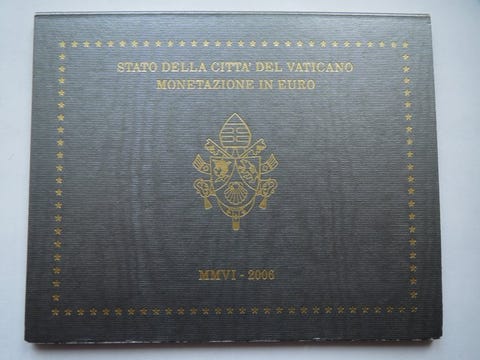 STATO DELLA CITTA' DEL VATICANO
MONETAZIONE IN EURO
MMVI - 2006